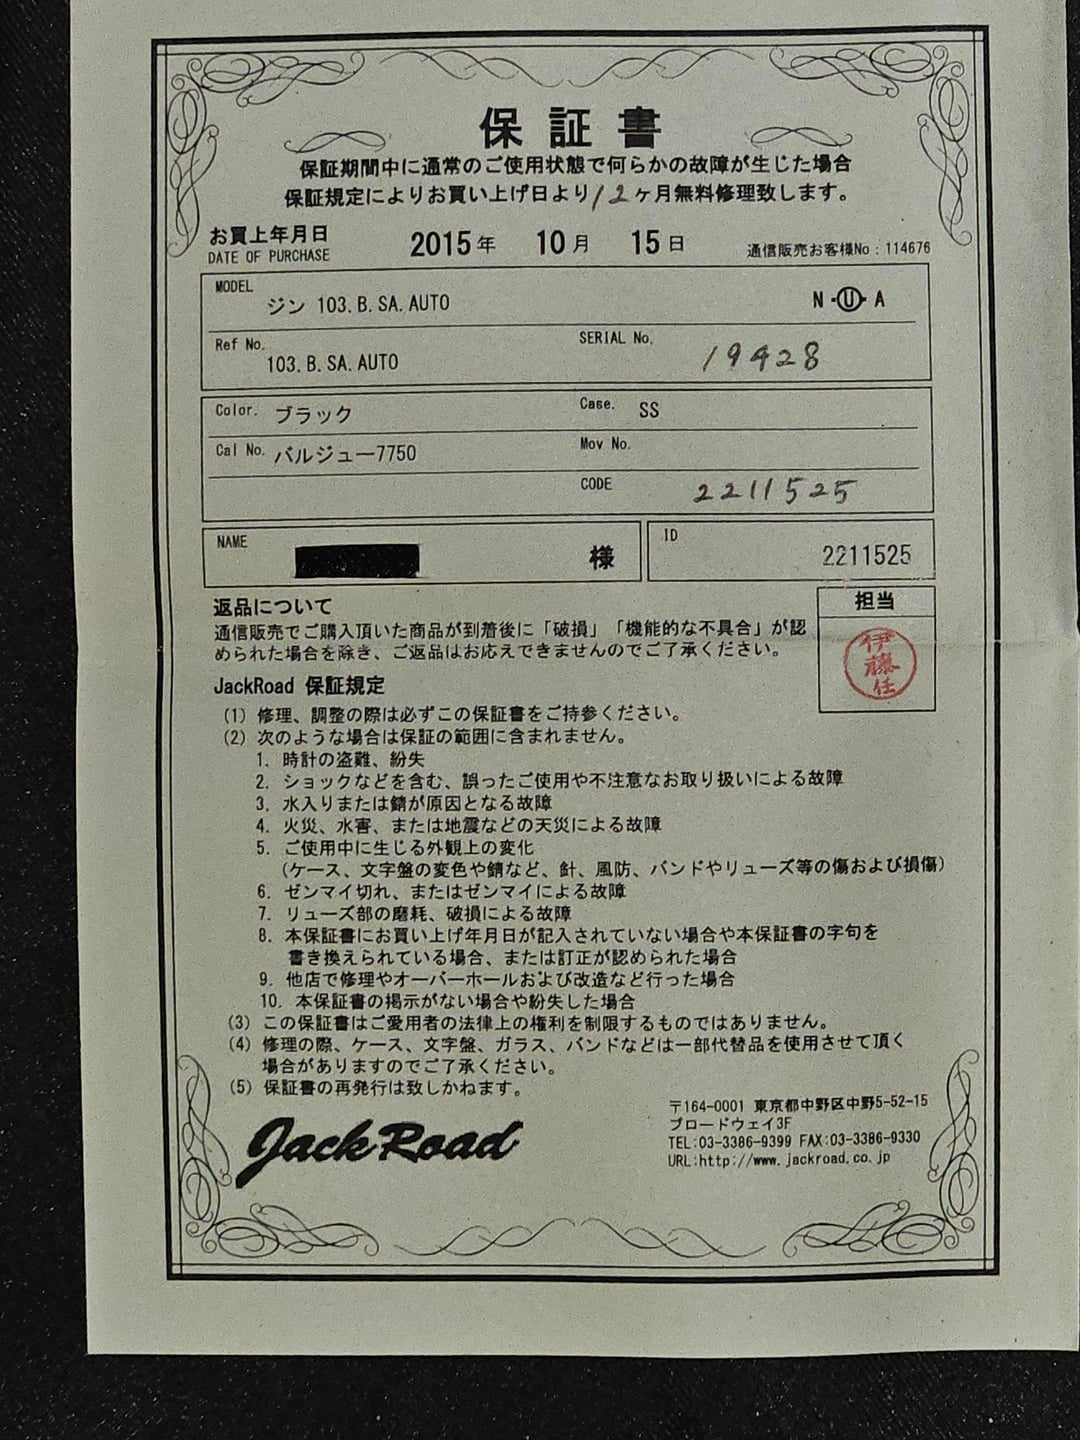 保証書
保証期間中に通常のご使用状態で何らかの故障が生じた場合
保証規定によりお買い上げ日より12ヶ月無料修理致します。
お買上年月日
DATE OF PURCHASE
2015年 10月 15日
通信販売お客様No：114676
MODEL
ジン 103.B.SA.AUTO
N ・ U ・ A
Ref No.
103.B.SA.AUTO
SERIAL No.
19428
Color. ブラック
Case. SS
Cal No. バルジュー7750
Mov No.
CODE 2211525
NAME 様
ID 2211525
返品について
通信販売でご購入頂いた商品が到着後に「破損」「機能的な不具合」が認
められた場合を除き、ご返品はお応えできませんのでご了承ください。
担当
伊藤任
JackRoad 保証規定
(1) 修理、調整の際は必ずこの保証書をご持参ください。
(2) 次のような場合は保証の範囲に含まれません。
1. 時計の盗難、紛失
2. ショックなどを含む、誤ったご使用や不注意なお取り扱いによる故障
3. 水入りまたは錆が原因となる故障
4. 火災、水害、または地震などの天災による故障
5. ご使用中に生じる外観上の変化
(ケース、文字盤の変色や錆など、針、風防、バンドやリューズ等の傷および損傷)
6. ゼンマイ切れ、またはゼンマイによる故障
7. リューズ部の磨耗、破損による故障
8. 本保証書にお買い上げ年月日が記入されていない場合や本保証書の字句を
書き換えられている場合、または訂正が認められた場合
9. 他店で修理やオーバーホールおよび改造など行った場合
10. 本保証書の掲示がない場合や紛失した場合
(3) この保証書はご愛用者の法律上の権利を制限するものではありません。
(4) 修理の際、ケース、文字盤、ガラス、バンドなどは一部代替品を使用させて頂く
場合がありますのでご了承ください。
(5) 保証書の再発行は致しかねます。
Jack Road
〒164-0001 東京都中野区中野5-52-15
ブロードウェイ3F
TEL:03-3386-9399 FAX:03-3386-9330
URL:http://www.jackroad.co.jp